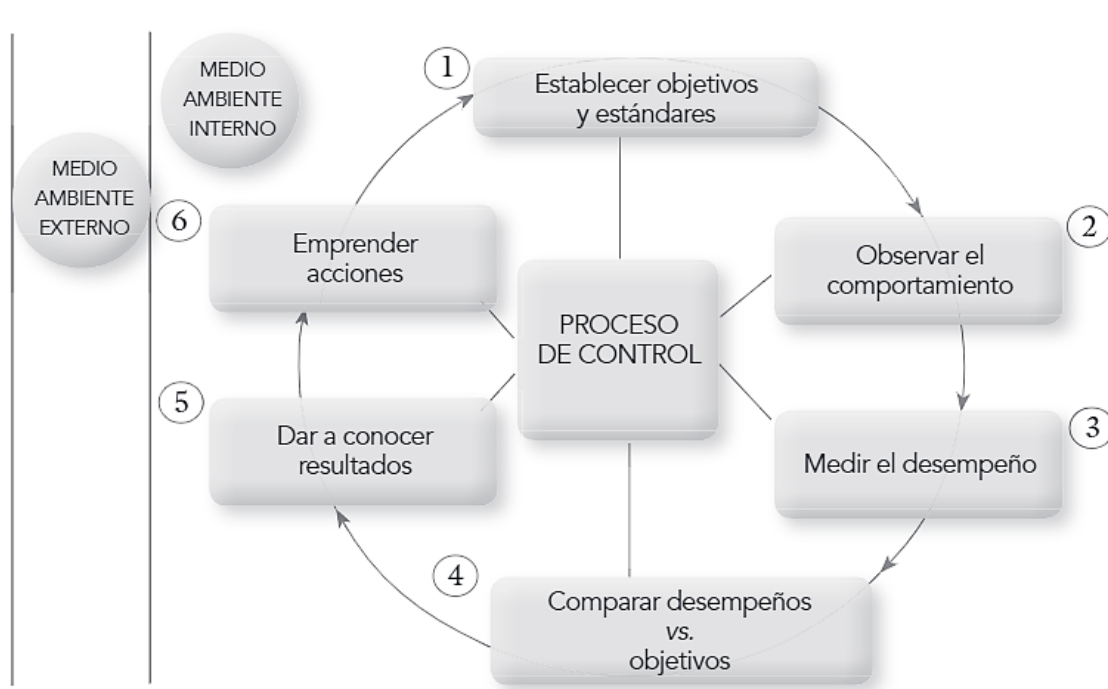 MEDIO
AMBIENTE
EXTERNO
MEDIO
AMBIENTE
INTERNO
1
Establecer objetivos
y estándares
2
Observar el
comportamiento
3
Medir el desempeño
4
Comparar desempeños
vs.
objetivos
5
Dar a conocer
resultados
6
Emprender
acciones
PROCESO
DE CONTROL